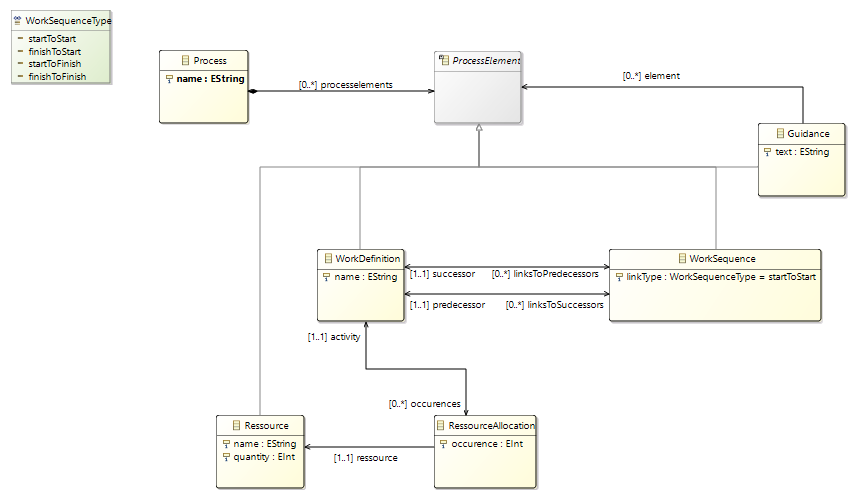 WorkSequenceType
startToStart
finishToStart
startToFinish
finishToFinish
Process
name : EString
[0..*] processelements
ProcessElement
[0..*] element
Guidance
text : EString
WorkDefinition
name : EString
[1..1] successor
[0..*] linksToPredecessors
[1..1] predecessor
[0..*] linksToSuccessors
WorkSequence
linkType : WorkSequenceType = startToStart
[1..1] activity
[0..*] occurences
Ressource
name : EString
quantity : EInt
[1..1] ressource
RessourceAllocation
occurence : EInt